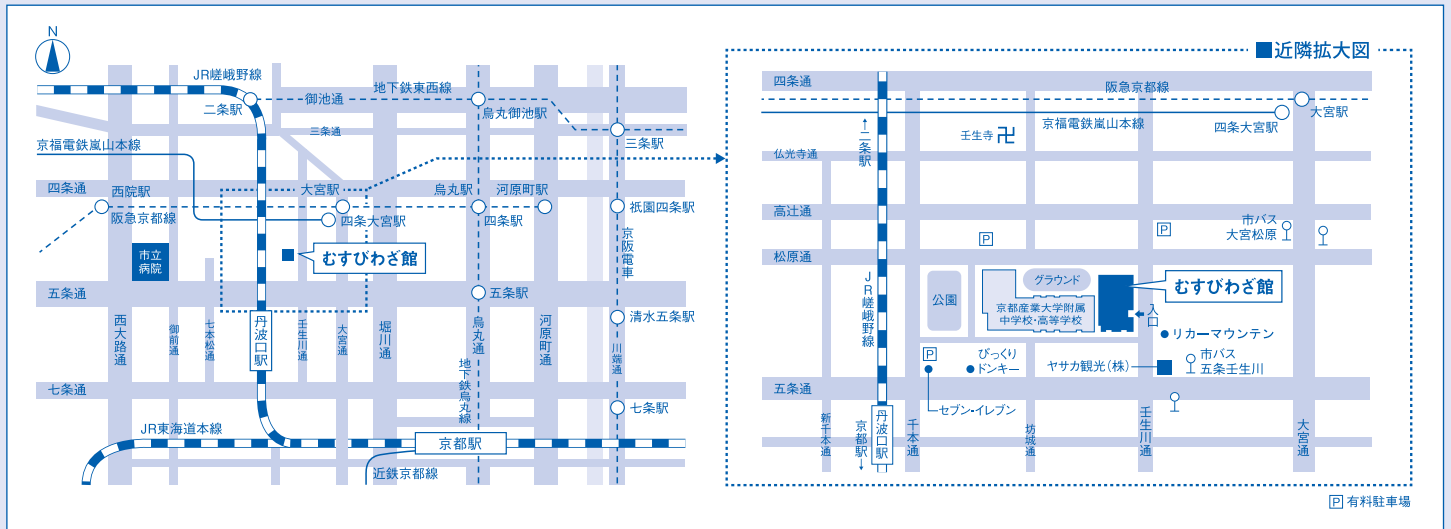 N
JR嵯峨野線
二条駅
御池通
地下鉄東西線
烏丸御池駅
三条通
三条駅
京福電鉄嵐山本線
四条通
西院駅
大宮駅
烏丸駅
河原町駅
阪急京都線
四条大宮駅
四条駅
祇園四条駅
京阪電車
市立
病院
むすびわざ館
五条通
五条駅
清水五条駅
西大路通
御前通
七本松通
丹波口駅
壬生川通
大宮通
堀川通
烏丸通
地下鉄烏丸線
河原町通
川端通
七条通
七条駅
JR東海道本線
京都駅
近鉄京都線
■近隣拡大図
四条通
阪急京都線
大宮駅
京福電鉄嵐山本線
四条大宮駅
←二条駅
壬生寺卍
仏光寺通
高辻通
P
P
市バス
大宮松原
松原通
JR嵯峨野線
公園
グラウンド
京都産業大学附属
中学校・高等学校
むすびわざ館
入口
リカーマウンテン
P
びっくり
ドンキー
ヤサカ観光(株)
市バス
五条壬生川
五条通
セブン-イレブン
新千本通
京都駅→
丹波口駅
千本通
坊城通
壬生川通
大宮通
P 有料駐車場